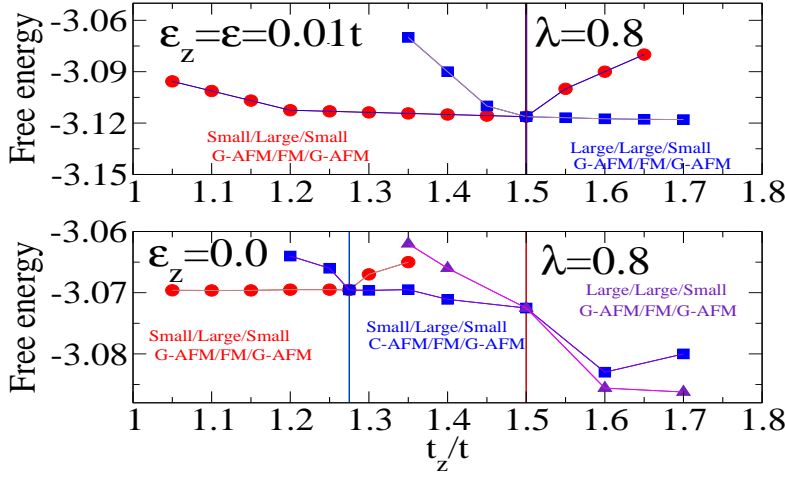 ε_z=ε=0.01t
λ=0.8
-3.06
-3.09
-3.12
-3.15
Free energy
Small/Large/Small
G-AFM/FM/G-AFM
Large/Large/Small
G-AFM/FM/G-AFM
1 1.1 1.2 1.3 1.4 1.5 1.6 1.7 1.8
ε_z=0.0
λ=0.8
-3.06
-3.07
-3.08
Free energy
Small/Large/Small
G-AFM/FM/G-AFM
Small/Large/Small
C-AFM/FM/G-AFM
Large/Large/Small
G-AFM/FM/G-AFM
1 1.1 1.2 1.3 1.4 1.5 1.6 1.7 1.8
t_z/t